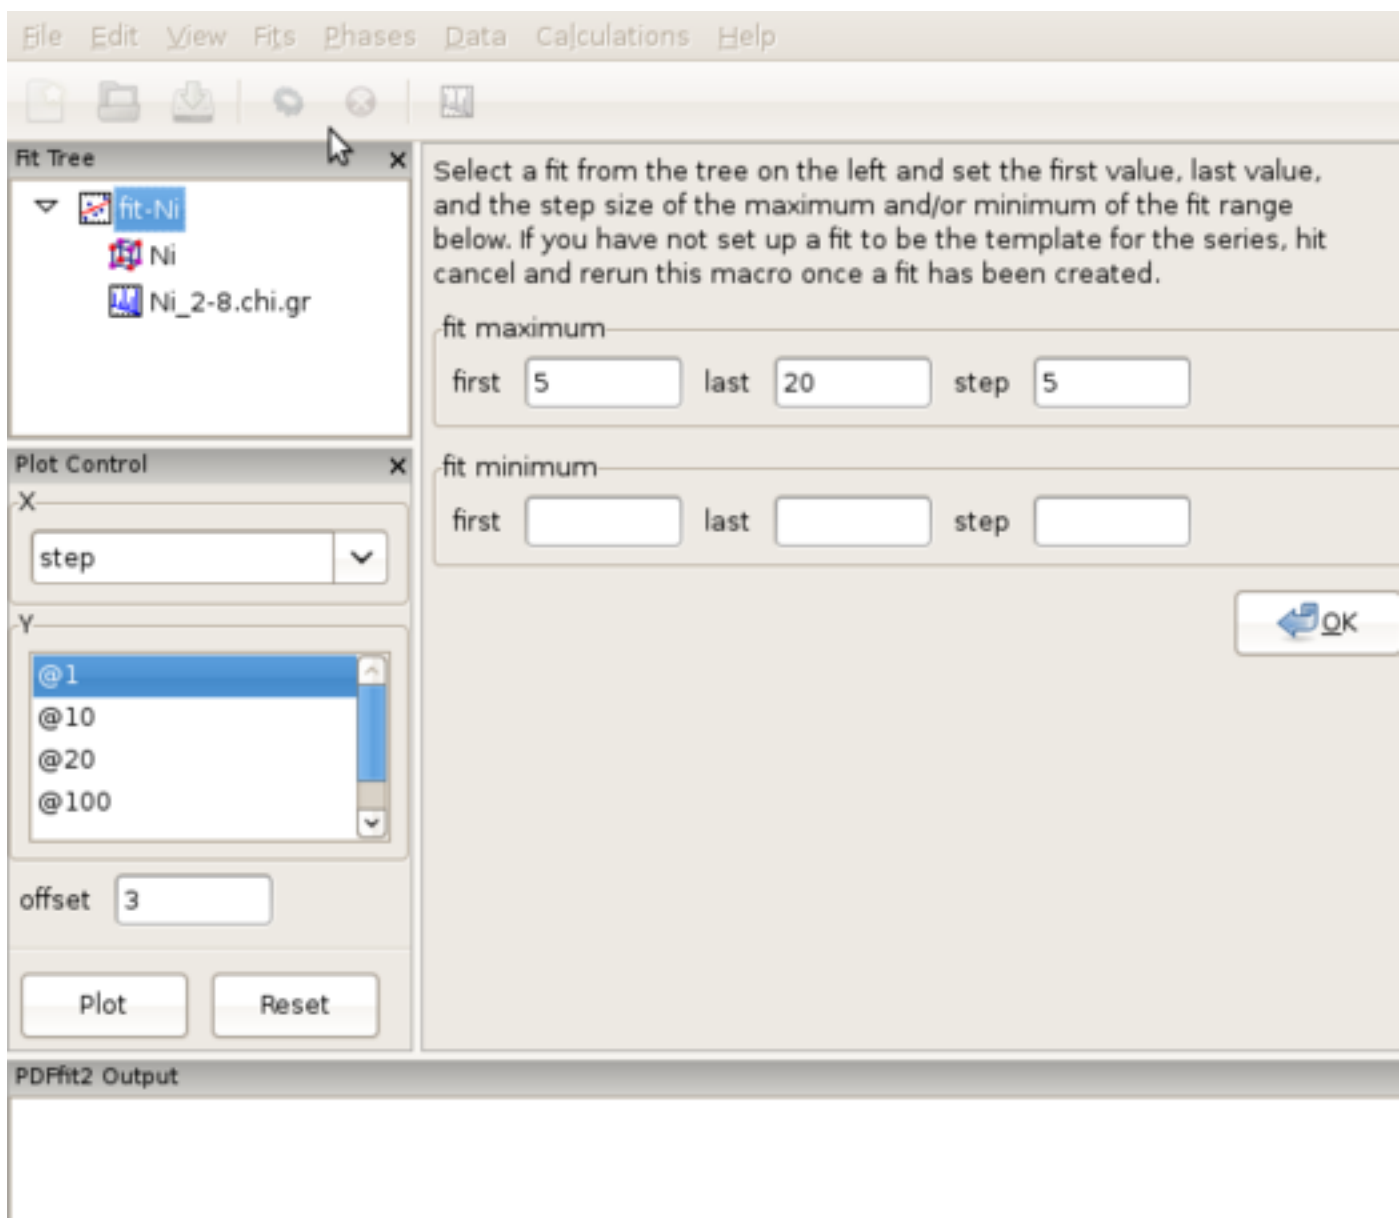 File Edit View Fits Phases Data Calculations Help
Fit Tree
fit-Ni
Ni
Ni_2-8.chi.gr
Select a fit from the tree on the left and set the first value, last value,
and the step size of the maximum and/or minimum of the fit range
below. If you have not set up a fit to be the template for the series, hit
cancel and rerun this macro once a fit has been created.
fit maximum
first 5 last 20 step 5
fit minimum
first last step
OK
Plot Control
X
step
Y
@1
@10
@20
@100
offset 3
Plot Reset
PDFfit2 Output